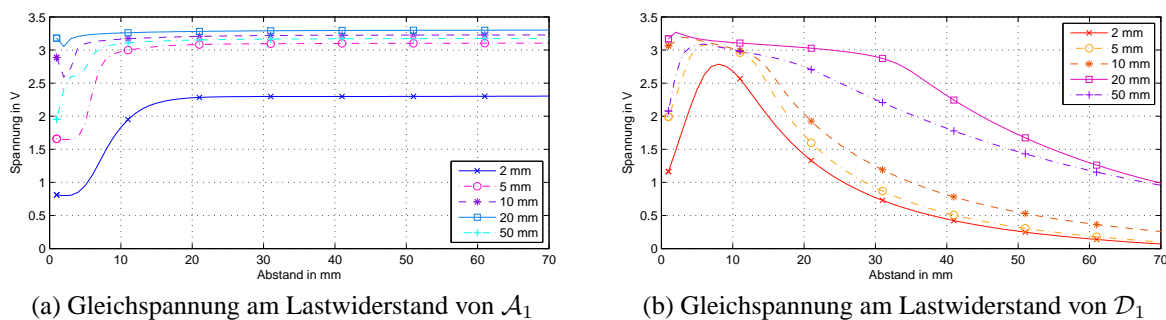 Spannung in V
3.5
3
2.5
2
1.5
1
0.5
0
0 10 20 30 40 50 60 70
Abstand in mm
2 mm
5 mm
10 mm
20 mm
50 mm
(a) Gleichspannung am Lastwiderstand von 𝒜₁
Spannung in V
3.5
3
2.5
2
1.5
1
0.5
0
0 10 20 30 40 50 60 70
Abstand in mm
2 mm
5 mm
10 mm
20 mm
50 mm
(b) Gleichspannung am Lastwiderstand von 𝒟₁